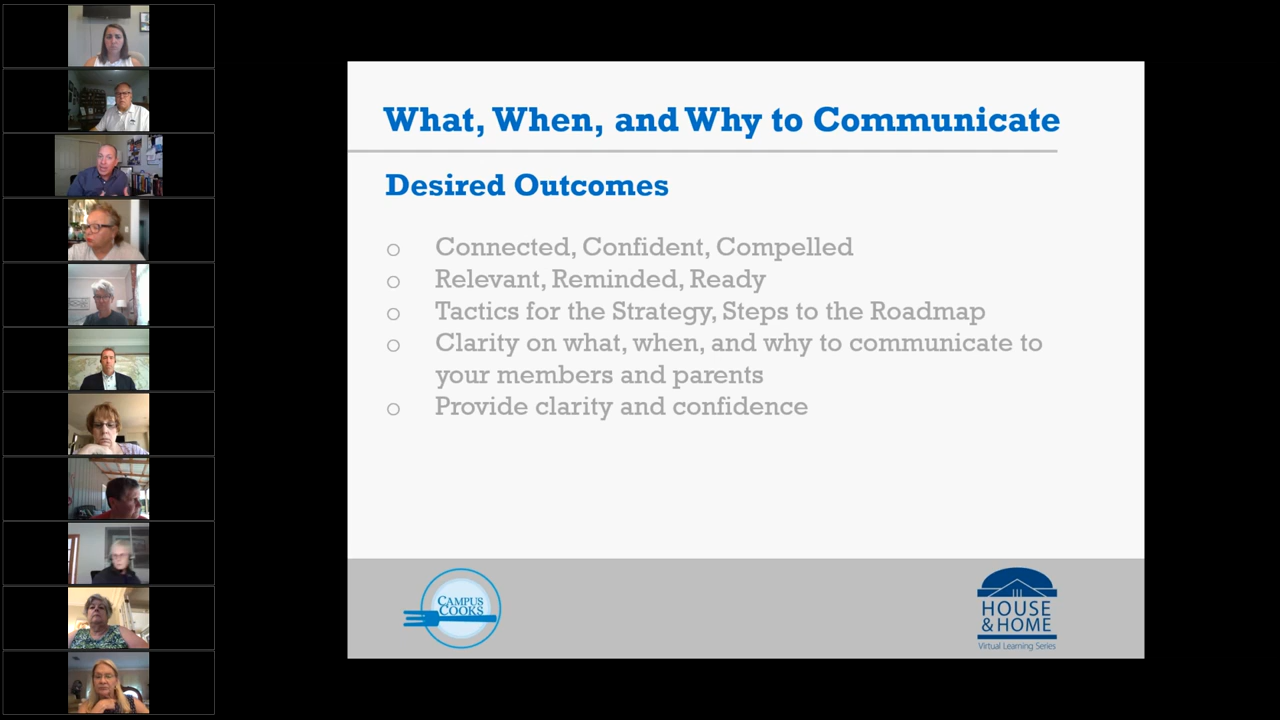 What, When, and Why to Communicate
Desired Outcomes
o Connected, Confident, Compelled
o Relevant, Reminded, Ready
o Tactics for the Strategy, Steps to the Roadmap
o Clarity on what, when, and why to communicate to
your members and parents
o Provide clarity and confidence
CAMPUS
COOKS
HOUSE
& HOME
Virtual Learning Series